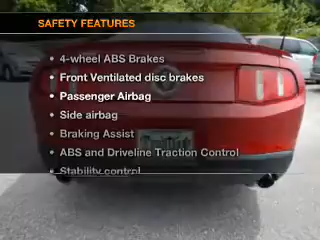 SAFETY FEATURES
• 4-wheel ABS Brakes
• Front Ventilated disc brakes
• Passenger Airbag
• Side airbag
• Braking Assist
• ABS and Driveline Traction Control
• Stability control